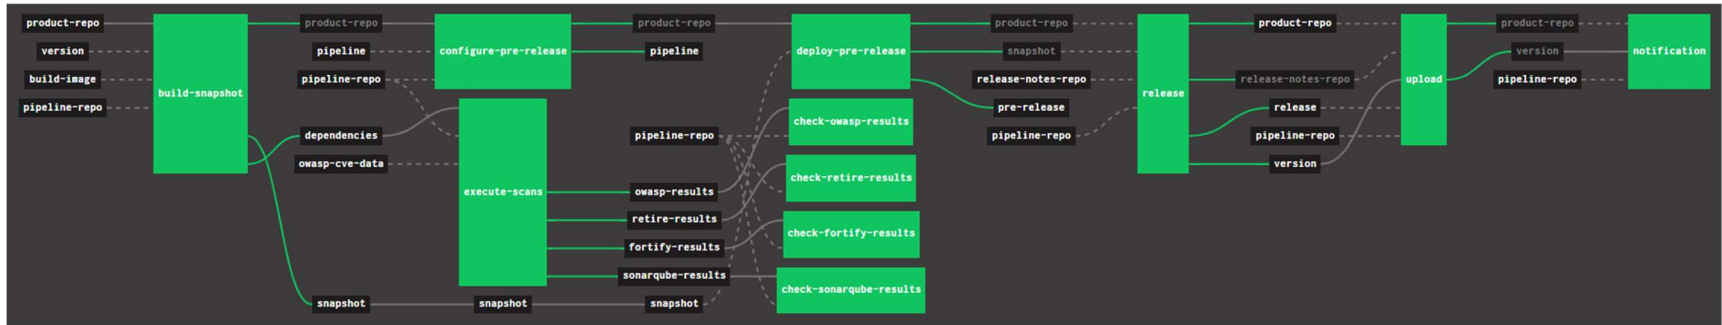 product-repo
version
build-image
pipeline-repo
build-snapshot
product-repo
pipeline
pipeline-repo
dependencies
owasp-cve-data
snapshot
configure-pre-release
execute-scans
snapshot
product-repo
pipeline
pipeline-repo
owasp-results
retire-results
fortify-results
sonarqube-results
snapshot
deploy-pre-release
check-owasp-results
check-retire-results
check-fortify-results
check-sonarqube-results
product-repo
snapshot
release-notes-repo
pre-release
pipeline-repo
release
product-repo
release-notes-repo
release
pipeline-repo
version
upload
product-repo
version
pipeline-repo
notification